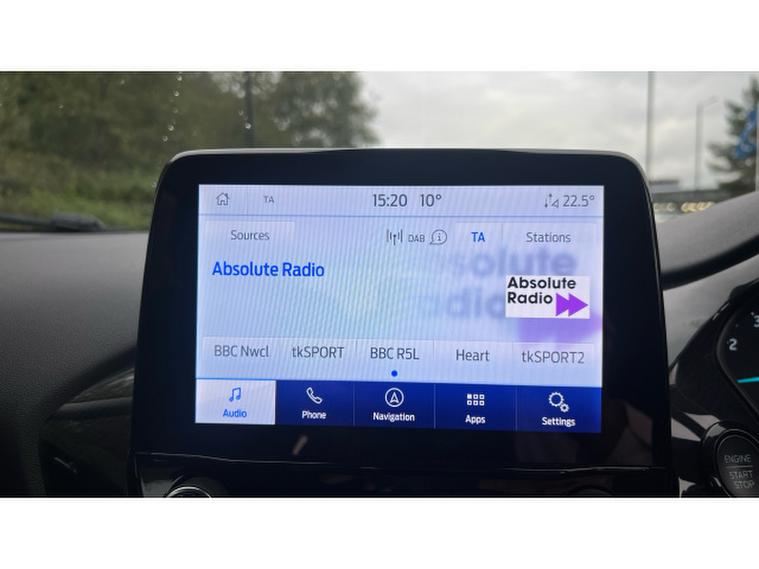 TA 15:20 10° 22.5°
Sources DAB TA Stations
Absolute Radio
Absolute
Radio
BBC Nwcl tkSPORT BBC R5L Heart tkSPORT2
Audio Phone Navigation Apps Settings
ENGINE
START
STOP